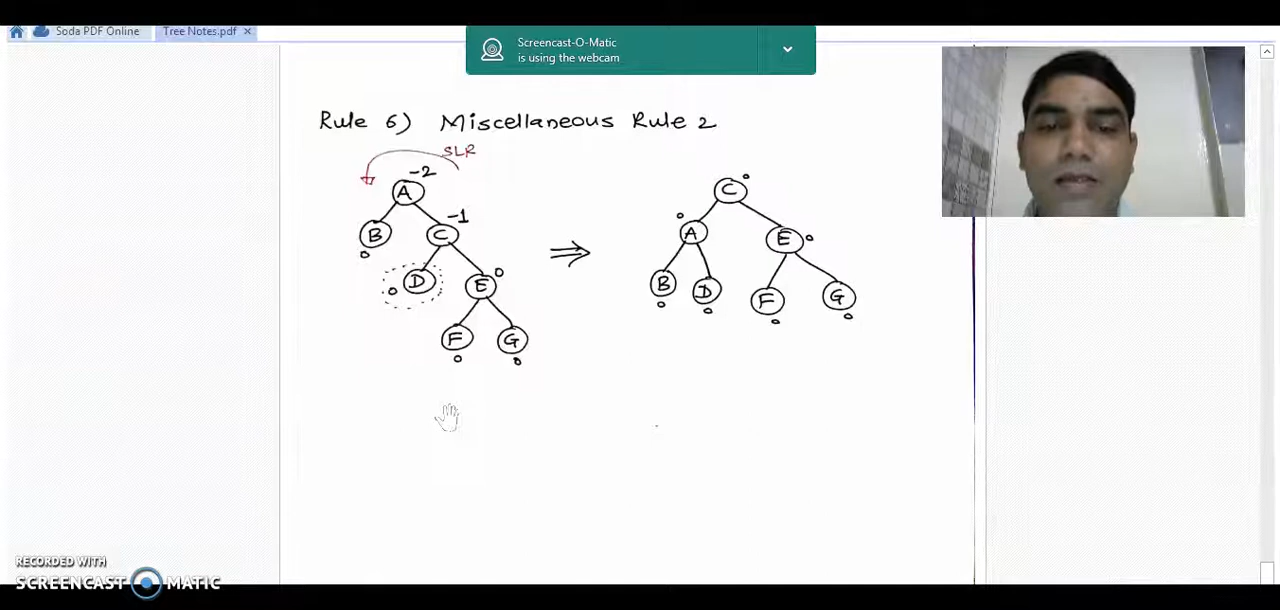 Soda PDF Online
Tree Notes.pdf
Screencast-O-Matic
is using the webcam
Rule 6) Miscellaneous Rule 2
SLR
A -2
B 0
C -1
D 0
E 0
F 0
G 0
⇒
C 0
A 0
E 0
B 0
D 0
F 0
G 0
RECORDED WITH
SCREENCAST MATIC